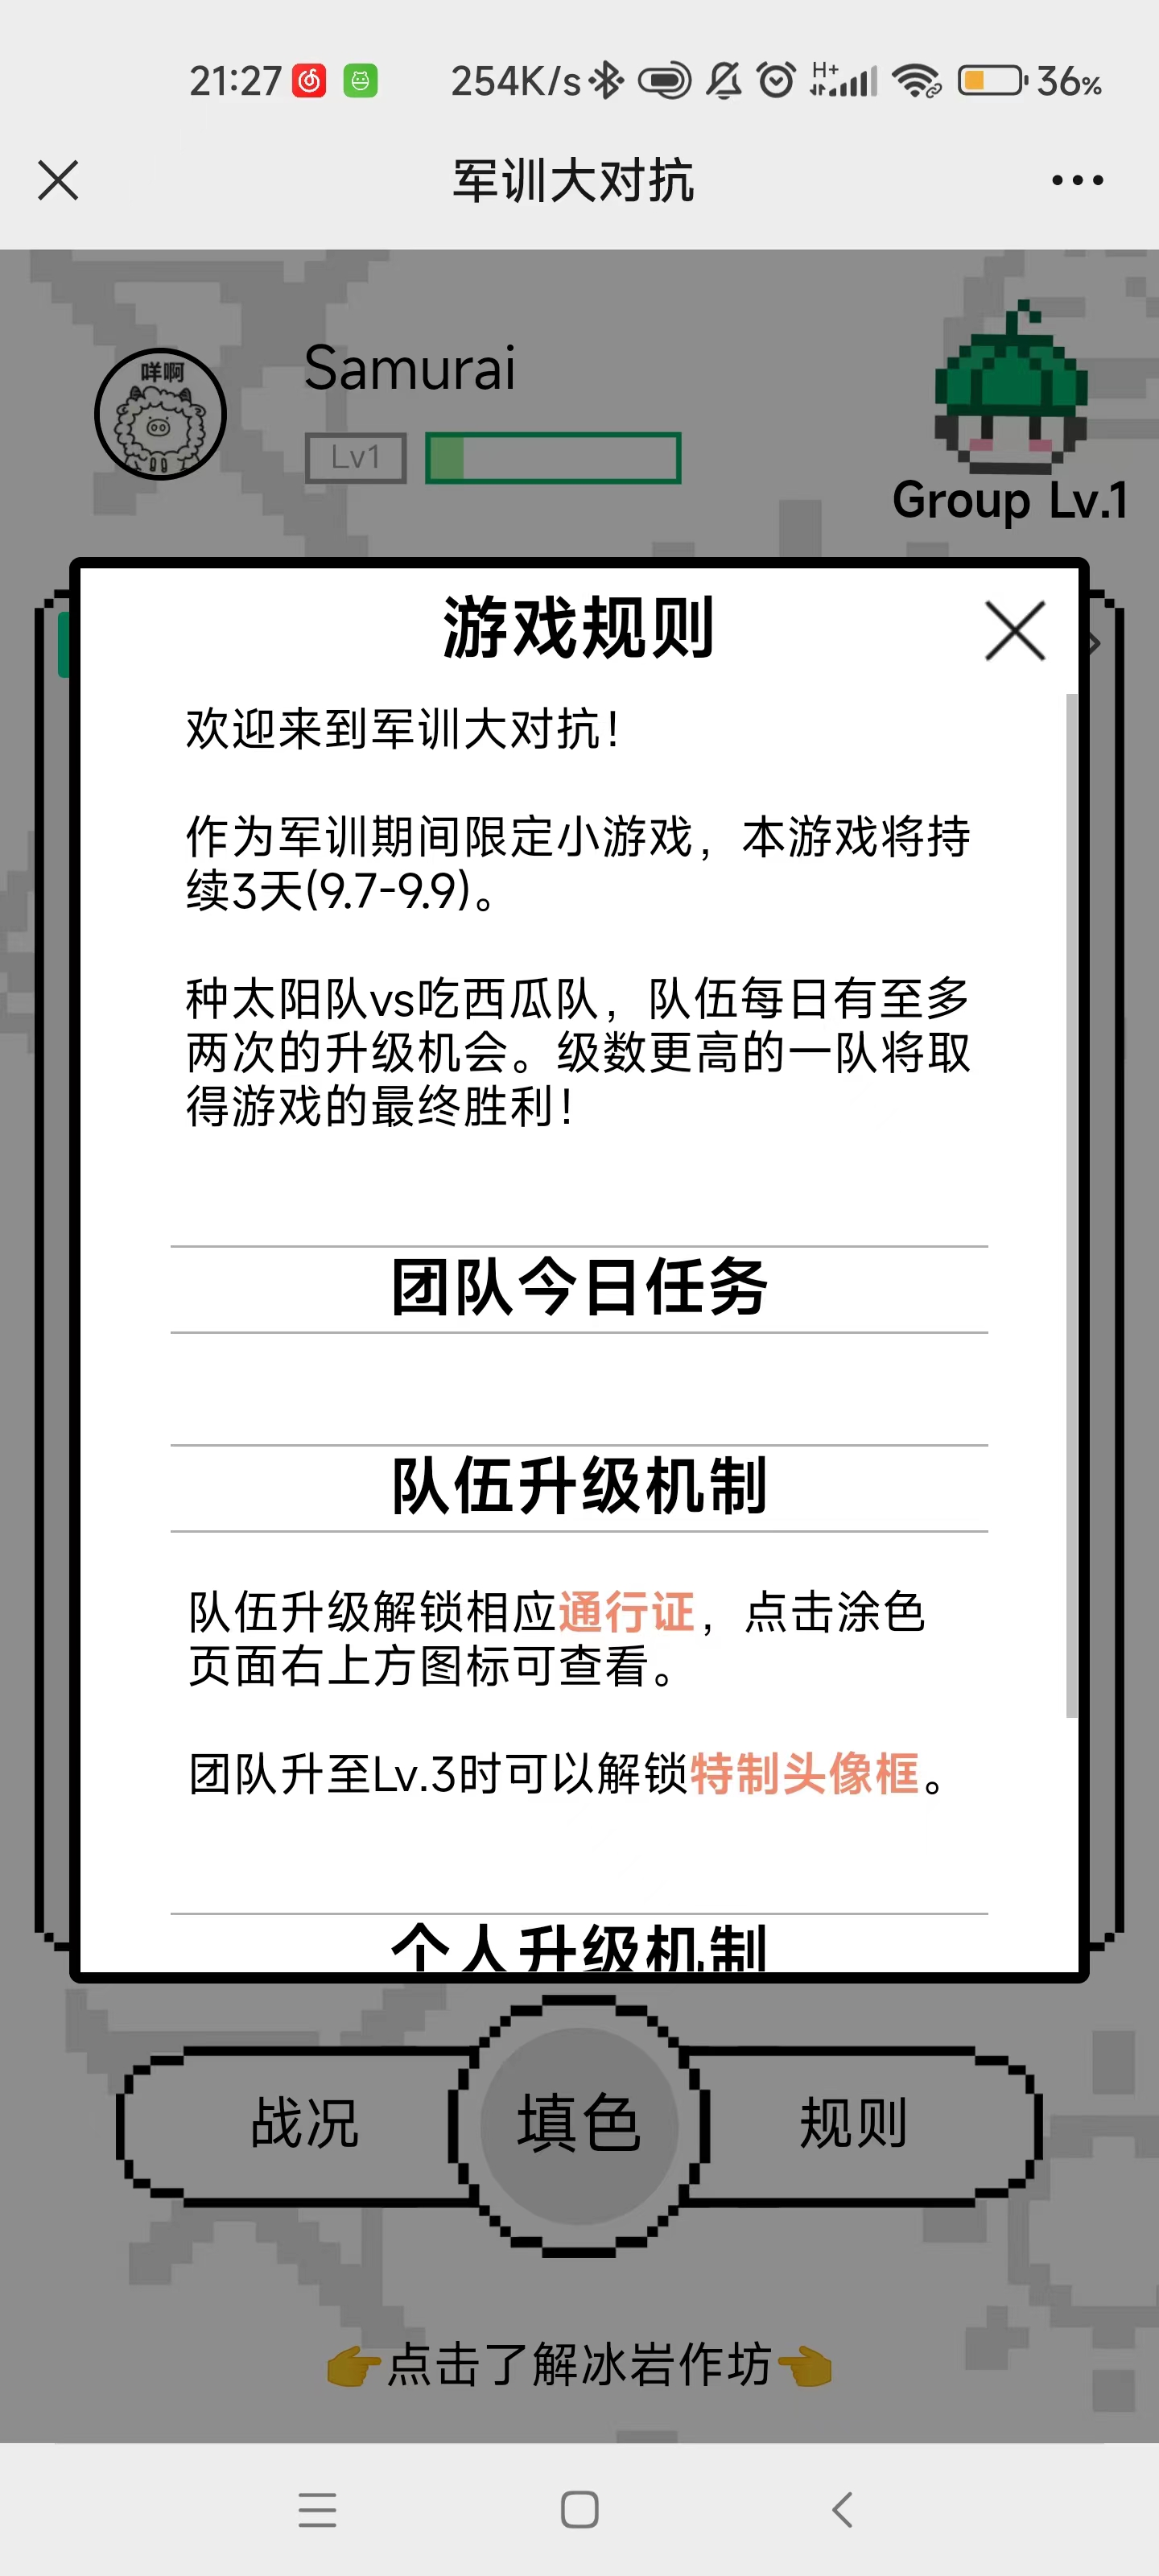 21:27 254K/s H+ 36%
军训大对抗
咩啊
Samurai
Lv1
Group Lv.1
游戏规则
欢迎来到军训大对抗！
作为军训期间限定小游戏，本游戏将持
续3天(9.7-9.9)。
种太阳队vs吃西瓜队，队伍每日有至多
两次的升级机会。级数更高的一队将取
得游戏的最终胜利！
团队今日任务
队伍升级机制
队伍升级解锁相应通行证，点击涂色
页面右上方图标可查看。
团队升至Lv.3时可以解锁特制头像框。
个人升级机制
战况
填色
规则
👉点击了解冰岩作坊👈